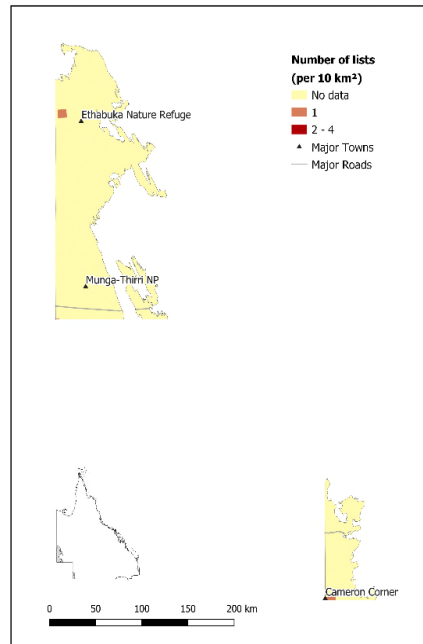 Number of lists
(per 10 km²)
No data
1
2 - 4
Major Towns
Major Roads
Ethabuka Nature Refuge
Munga-Thirri NP
Cameron Corner
0 50 100 150 200 km